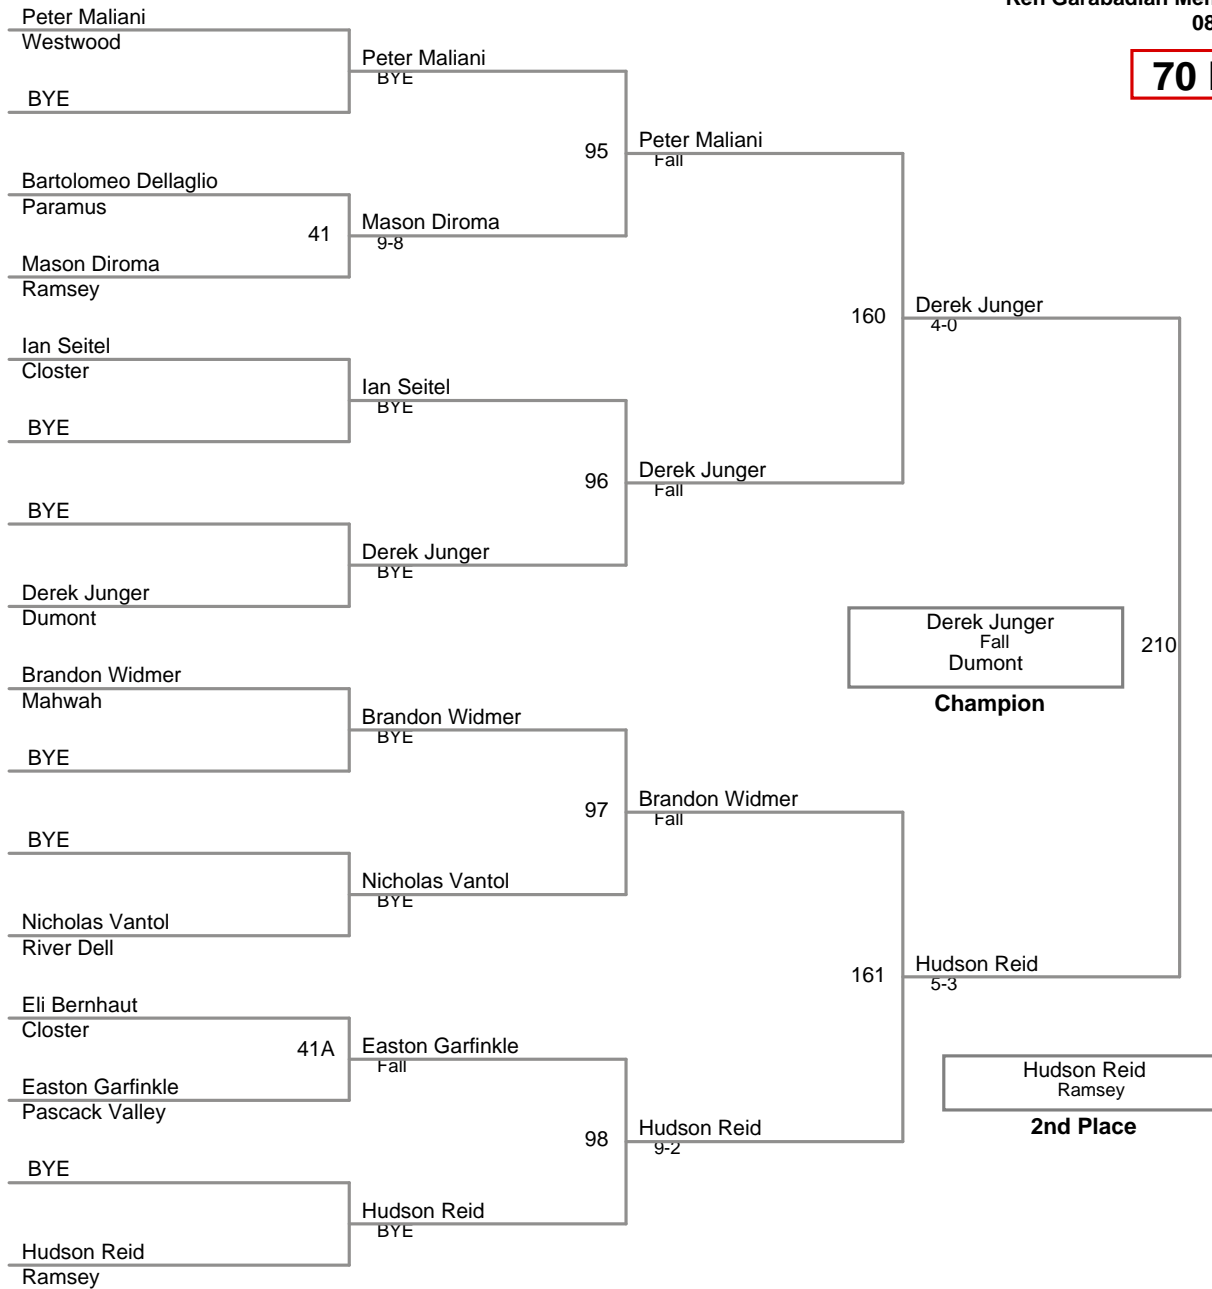 Peter Maliani
Westwood
BYE
Bartolomeo Dellaglio
Paramus
41
Mason Diroma
Ramsey
Ian Seitel
Closter
BYE
BYE
Derek Junger
Dumont
Brandon Widmer
Mahwah
BYE
BYE
Nicholas Vantol
River Dell
Eli Bernhaut
Closter
41A
Easton Garfinkle
Pascack Valley
BYE
Hudson Reid
Ramsey
Peter Maliani
BYE
95
Mason Diroma
9-8
Ian Seitel
BYE
96
Derek Junger
BYE
Brandon Widmer
BYE
97
Nicholas Vantol
BYE
Easton Garfinkle
Fall
98
Hudson Reid
BYE
Peter Maliani
Fall
160
Derek Junger
Fall
Brandon Widmer
Fall
161
Hudson Reid
9-2
Derek Junger
4-0
210
Hudson Reid
5-3
Derek Junger
Fall
Dumont
Champion
Hudson Reid
Ramsey
2nd Place
08
70